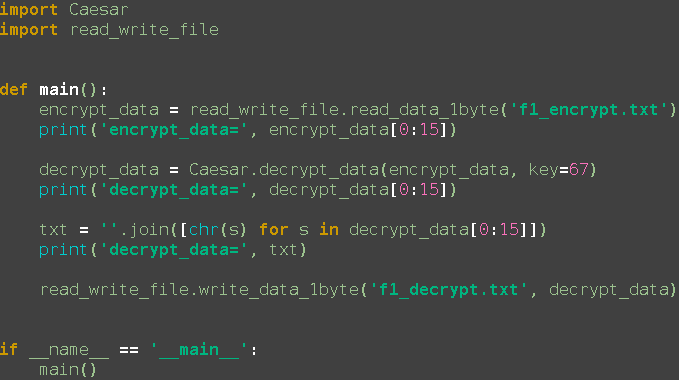 import Caesar
import read_write_file
def main():
    encrypt_data = read_write_file.read_data_1byte('f1_encrypt.txt')
    print('encrypt_data=', encrypt_data[0:15])
    decrypt_data = Caesar.decrypt_data(encrypt_data, key=67)
    print('decrypt_data=', decrypt_data[0:15])
    txt = ''.join([chr(s) for s in decrypt_data[0:15]])
    print('decrypt_data=', txt)
    read_write_file.write_data_1byte('f1_decrypt.txt', decrypt_data)
if __name__ == '__main__':
    main()